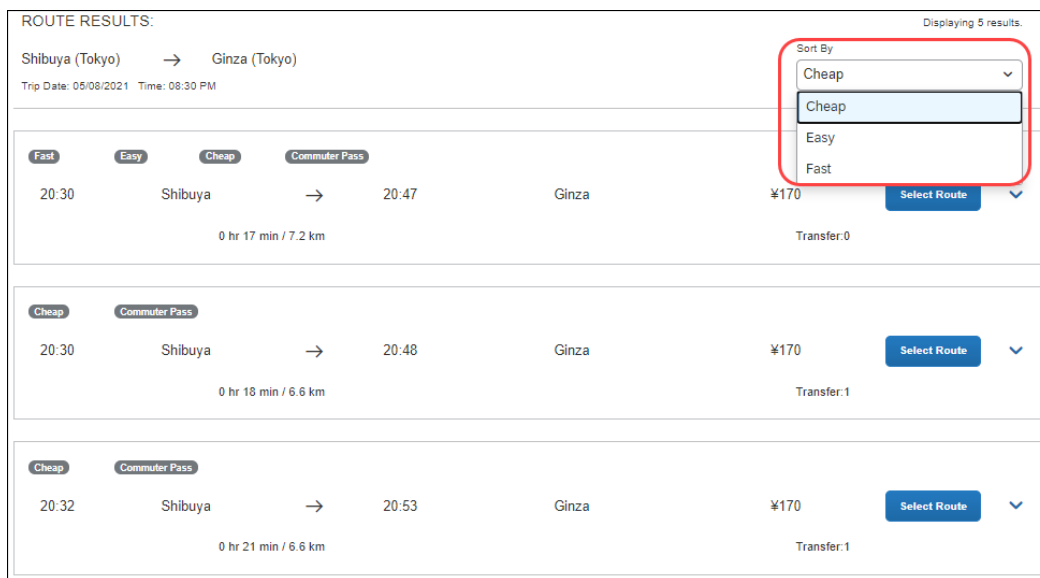 ROUTE RESULTS:
Displaying 5 results.
Shibuya (Tokyo) → Ginza (Tokyo)
Sort By
Trip Date: 05/08/2021 Time: 08:30 PM
Cheap
Cheap
Easy
Fast
Fast Easy Cheap Commuter Pass
20:30 Shibuya → 20:47 Ginza ¥170 Select Route
0 hr 17 min / 7.2 km Transfer:0
Cheap Commuter Pass
20:30 Shibuya → 20:48 Ginza ¥170 Select Route
0 hr 18 min / 6.6 km Transfer:1
Cheap Commuter Pass
20:32 Shibuya → 20:53 Ginza ¥170 Select Route
0 hr 21 min / 6.6 km Transfer:1